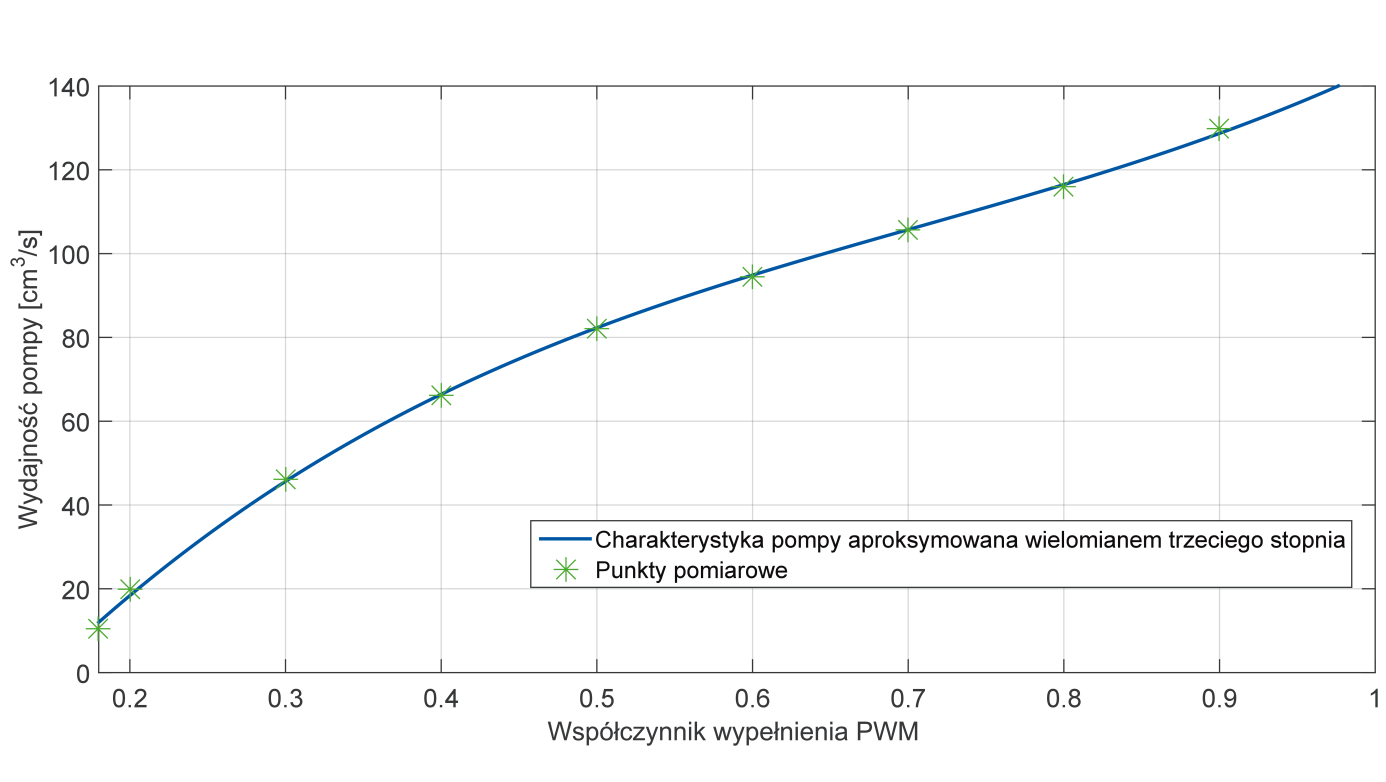 140
120
100
80
60
40
20
0
Wydajność pompy [cm³/s]
Charakterystyka pompy aproksymowana wielomianem trzeciego stopnia
Punkty pomiarowe
0.2 0.3 0.4 0.5 0.6 0.7 0.8 0.9 1
Współczynnik wypełnienia PWM